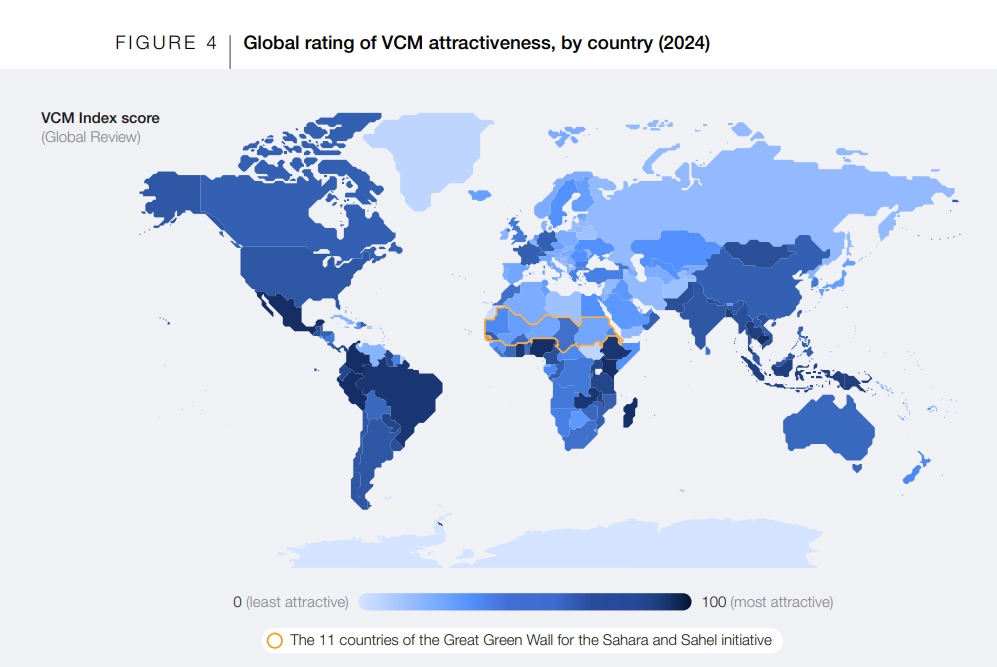 FIGURE 4 Global rating of VCM attractiveness, by country (2024)
VCM Index score
(Global Review)
0 (least attractive) 100 (most attractive)
The 11 countries of the Great Green Wall for the Sahara and Sahel initiative